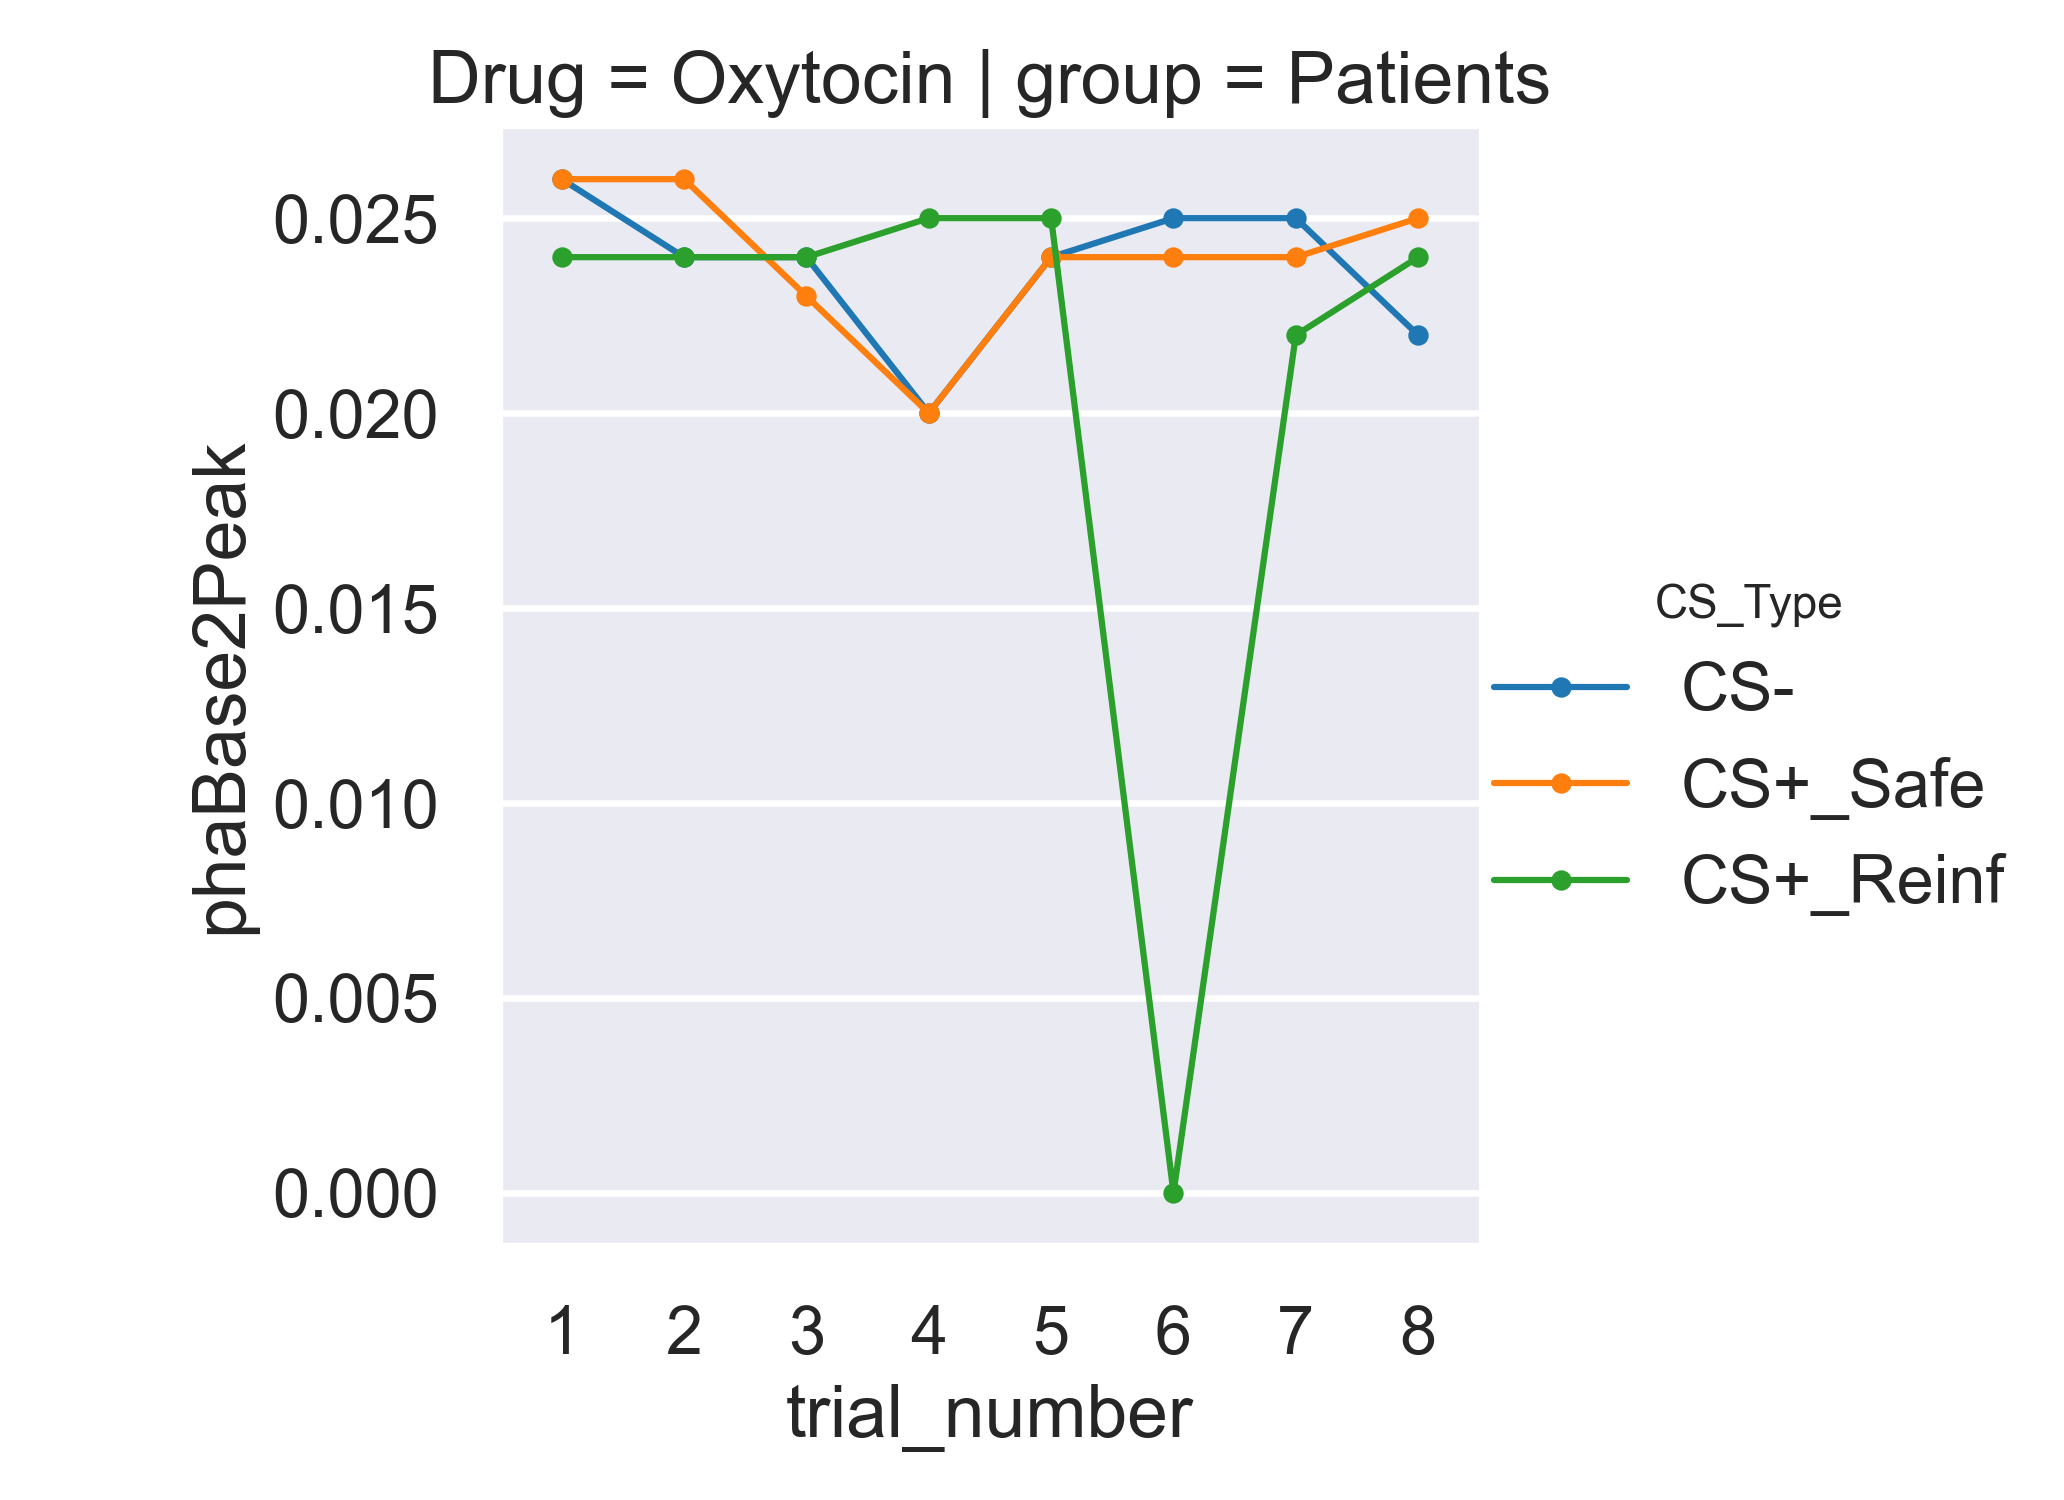 Drug = Oxytocin | group = Patients
phaBase2Peak
0.025
0.020
0.015
0.010
0.005
0.000
1 2 3 4 5 6 7 8
trial_number
CS_Type
CS-
CS+_Safe
CS+_Reinf